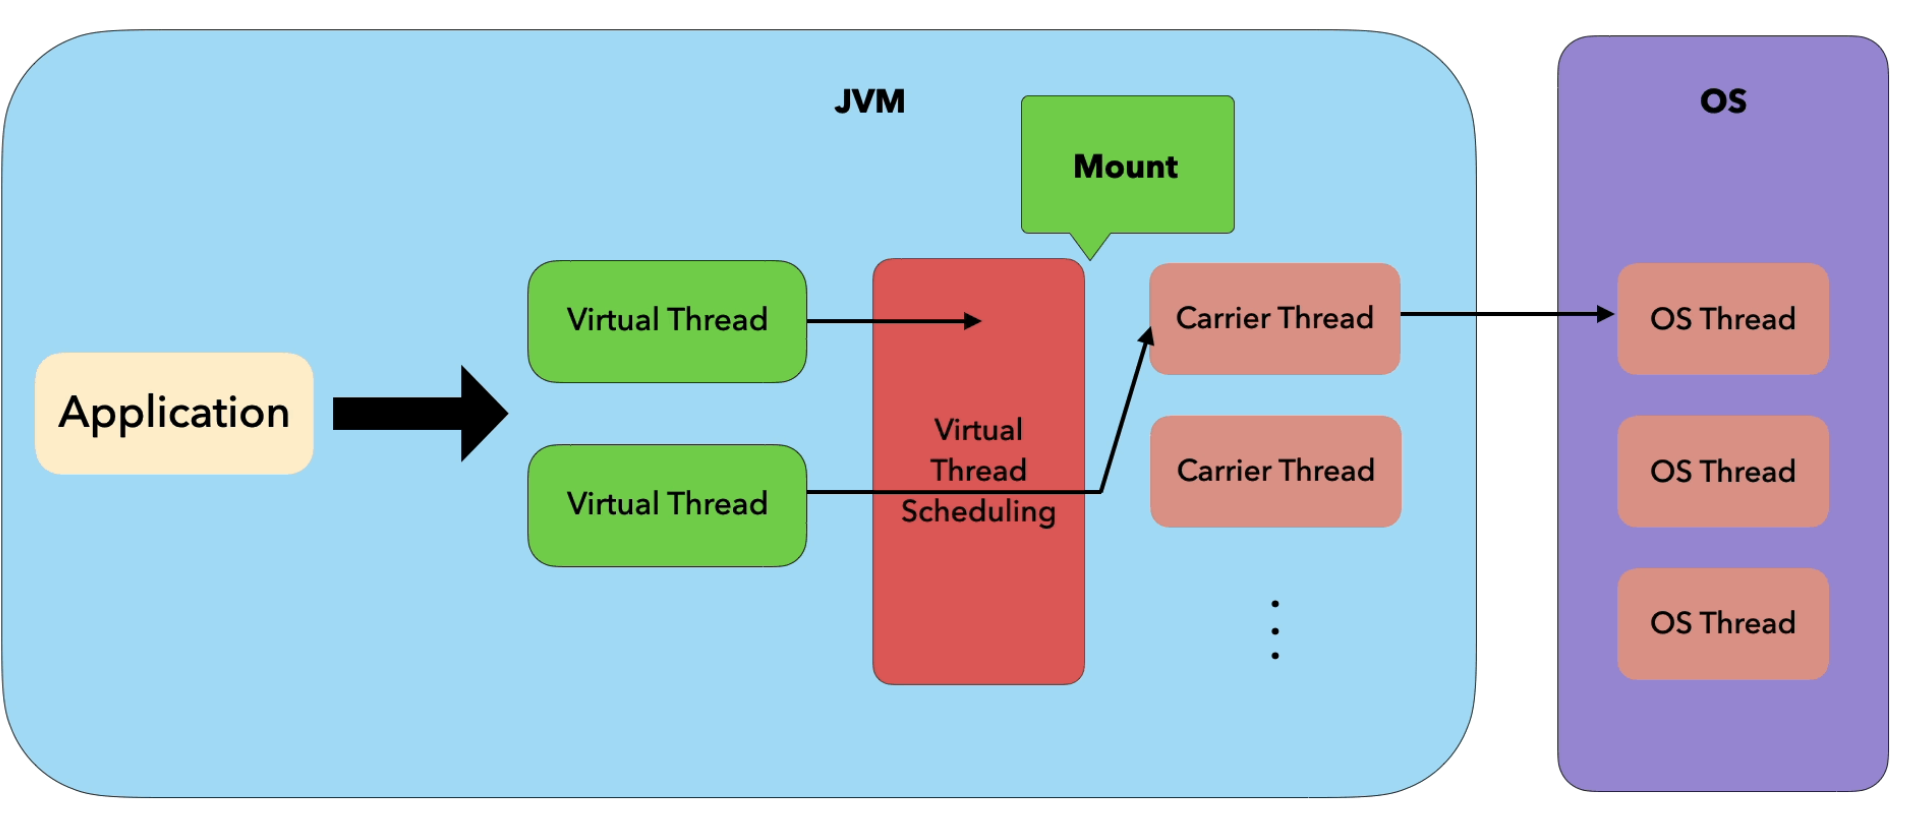 JVM
OS
Mount
Virtual Thread
Carrier Thread
OS Thread
Application
Virtual Thread
Virtual
Thread
Scheduling
Carrier Thread
OS Thread
OS Thread